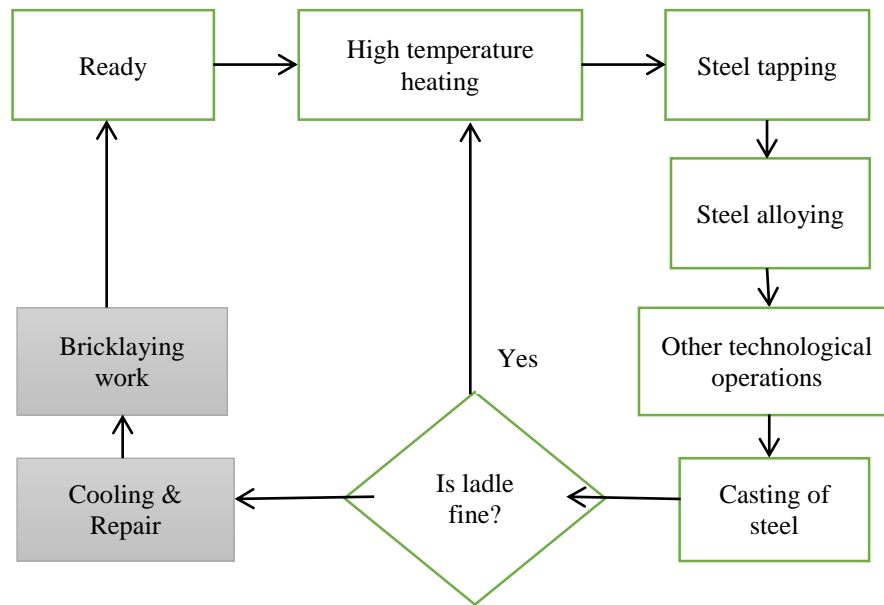 Ready
High temperature
heating
Steel tapping
Steel alloying
Other technological
operations
Casting of
steel
Is ladle
fine?
Yes
Cooling &
Repair
Bricklaying
work